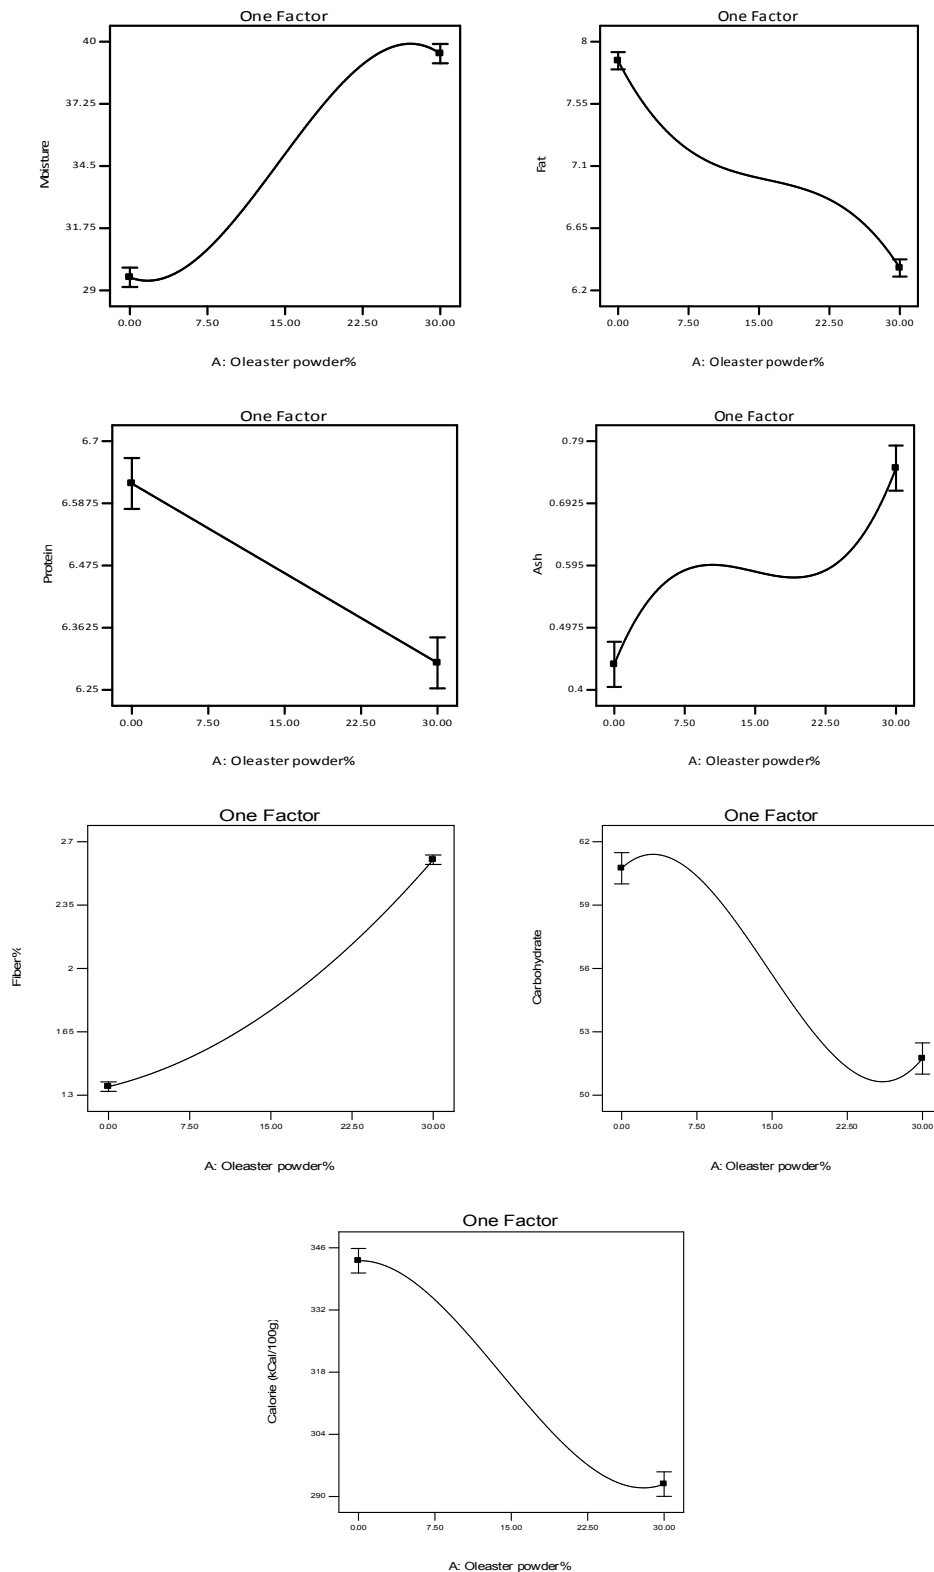 One Factor
40
37.25
34.5
31.75
29
Moisture
0.00 7.50 15.00 22.50 30.00
A: Oleaster powder%
One Factor
8
7.55
7.1
6.65
6.2
Fat
0.00 7.50 15.00 22.50 30.00
A: Oleaster powder%
One Factor
6.7
6.5875
6.475
6.3625
6.25
Protein
0.00 7.50 15.00 22.50 30.00
A: Oleaster powder%
One Factor
0.79
0.6925
0.595
0.4975
0.4
Ash
0.00 7.50 15.00 22.50 30.00
A: Oleaster powder%
One Factor
2.7
2.35
2
1.65
1.3
Fiber%
0.00 7.50 15.00 22.50 30.00
A: Oleaster powder%
One Factor
62
59
56
53
50
Carbohydrate
0.00 7.50 15.00 22.50 30.00
A: Oleaster powder%
One Factor
346
332
318
304
290
Calorie (kCal/100g)
0.00 7.50 15.00 22.50 30.00
A: Oleaster powder%